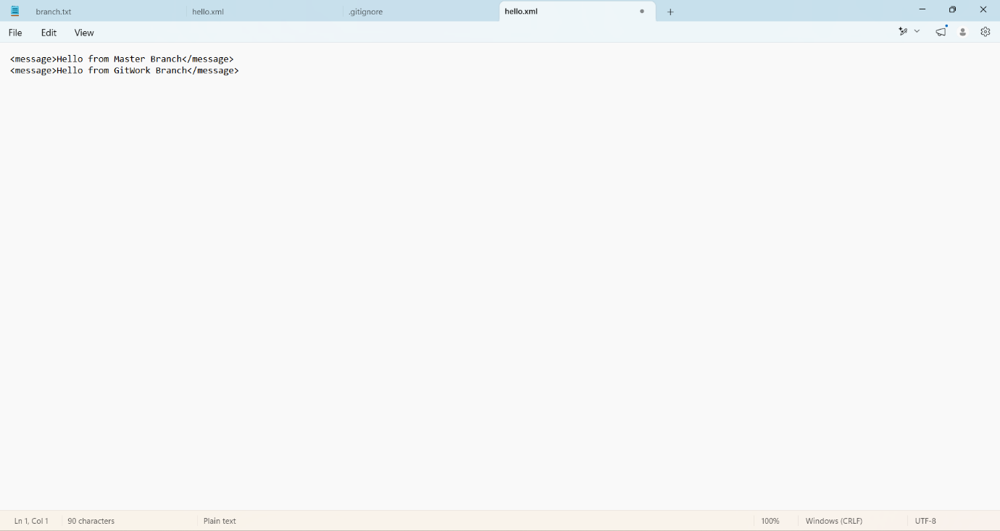 branch.txt
hello.xml
.gitignore
hello.xml
File
Edit
View
<message>Hello from Master Branch</message>
<message>Hello from GitWork Branch</message>
Ln 1, Col 1
90 characters
Plain text
100%
Windows (CRLF)
UTF-8